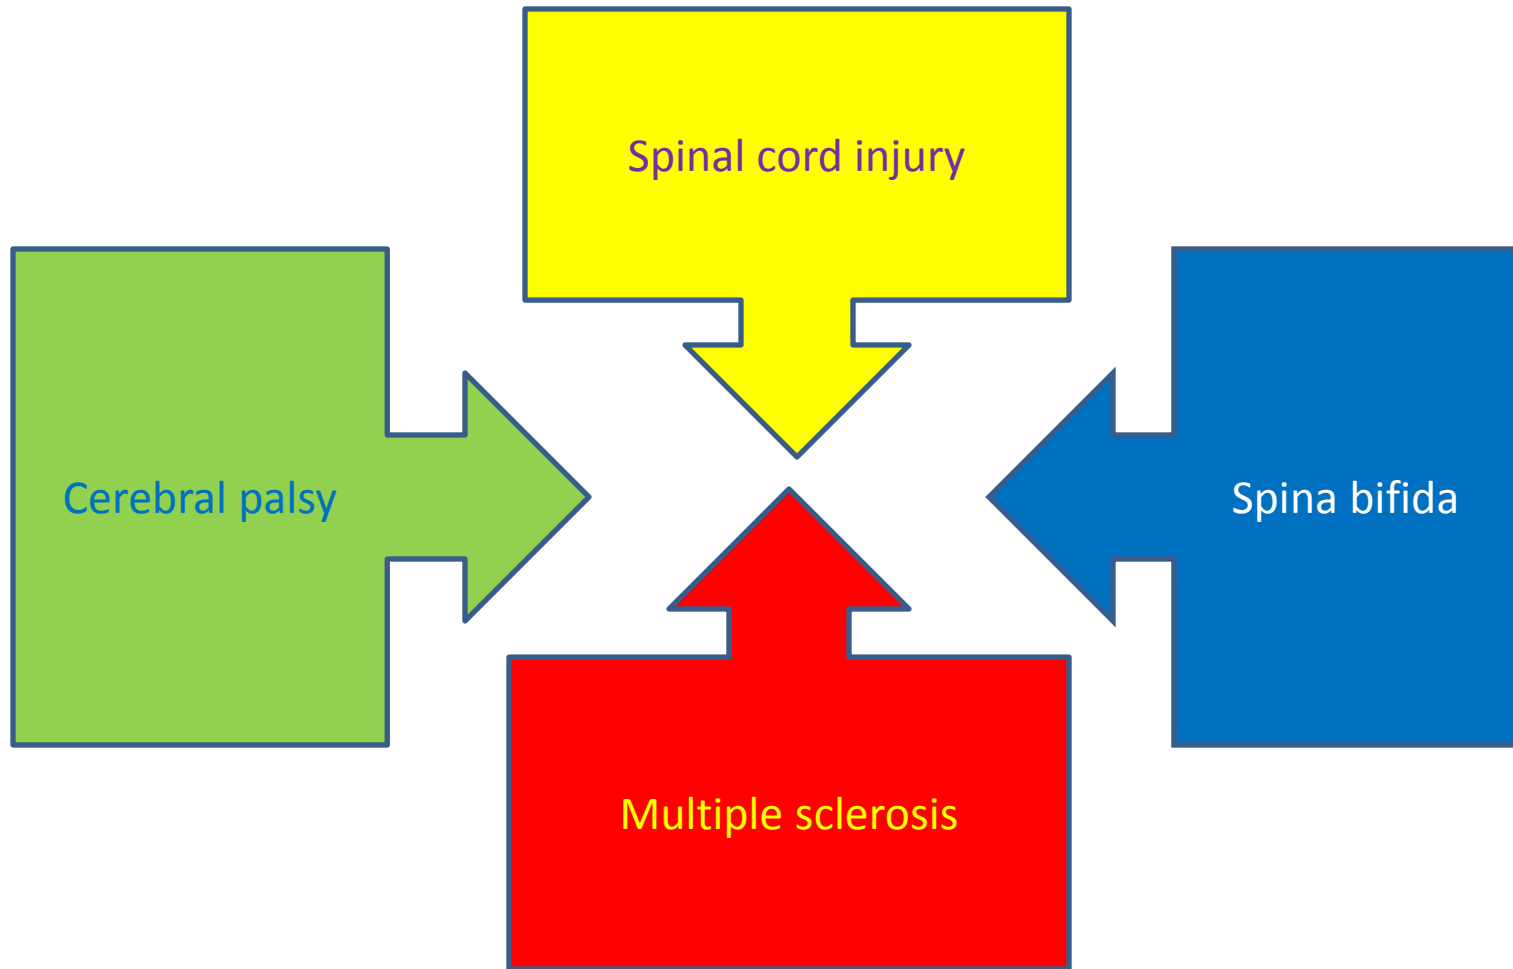 Spinal cord injury
Cerebral palsy
Spina bifida
Multiple sclerosis